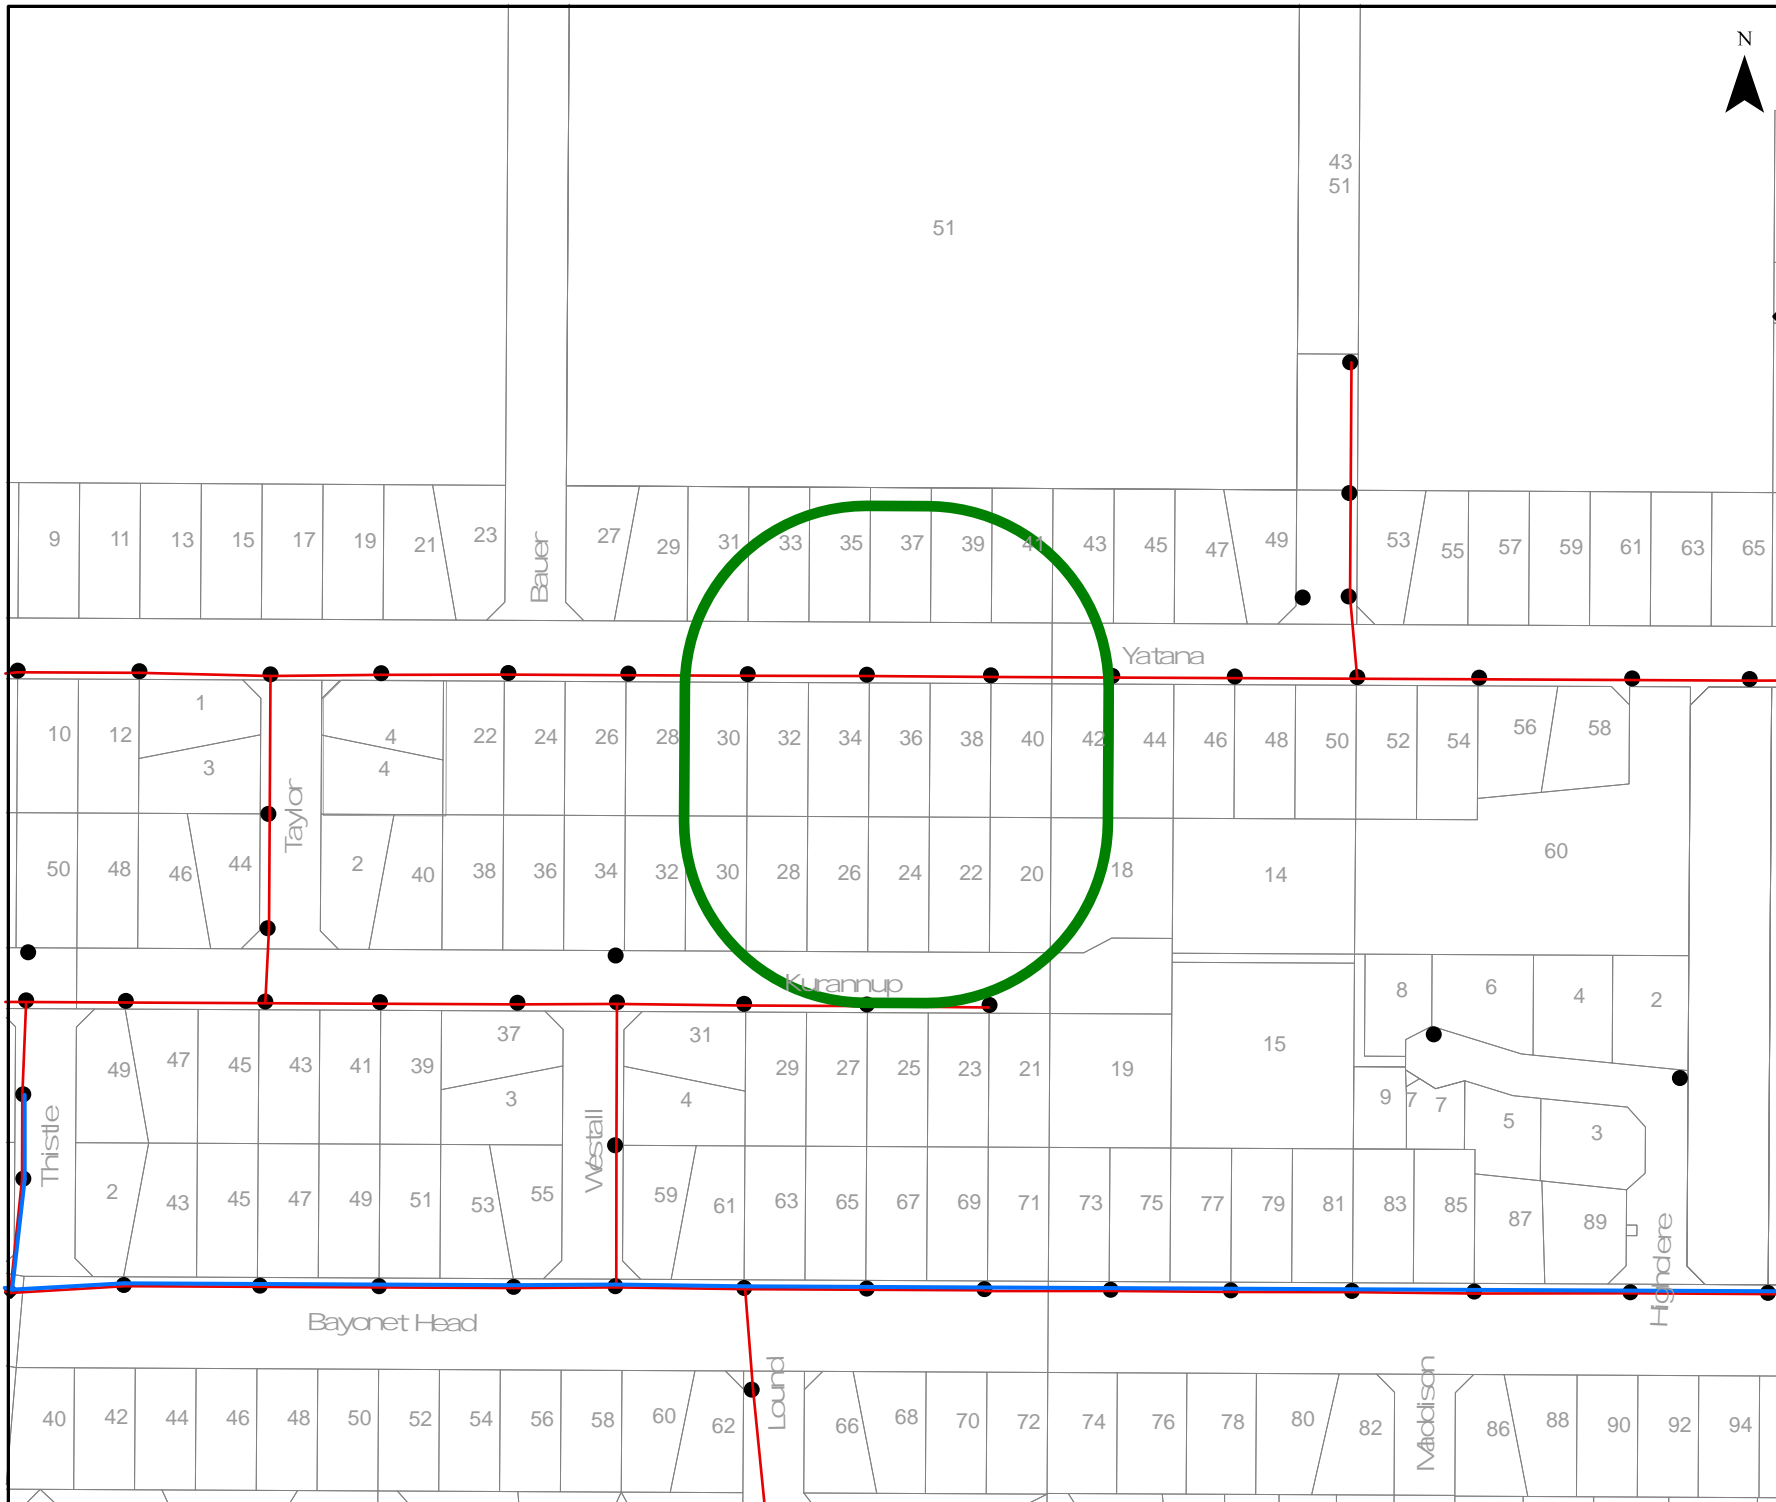 N
43
51
51
9 11 13 15 17 19 21 23 Bauer 27 29 31 33 35 37 39 41 43 45 47 49 53 55 57 59 61 63 65
Yatana
10 12 1 3 Taylor 4 4 22 24 26 28 30 32 34 36 38 40 42 44 46 48 50 52 54 56 58
50 48 46 44 2 40 38 36 34 32 30 28 26 24 22 20 18 14 60
Kurannup
8 6 4 2
49 47 45 43 41 39 37 3 31 4 29 27 25 23 21 19 15 9 7 7 5 3
Thistle 2 43 45 47 49 51 53 55 Westall 59 61 63 65 67 69 71 73 75 77 79 81 83 85 87 89 Highdere
Bayonet Head
40 42 44 46 48 50 52 54 56 58 60 62 Lound 66 68 70 72 74 76 78 80 82 Maddison 86 88 90 92 94